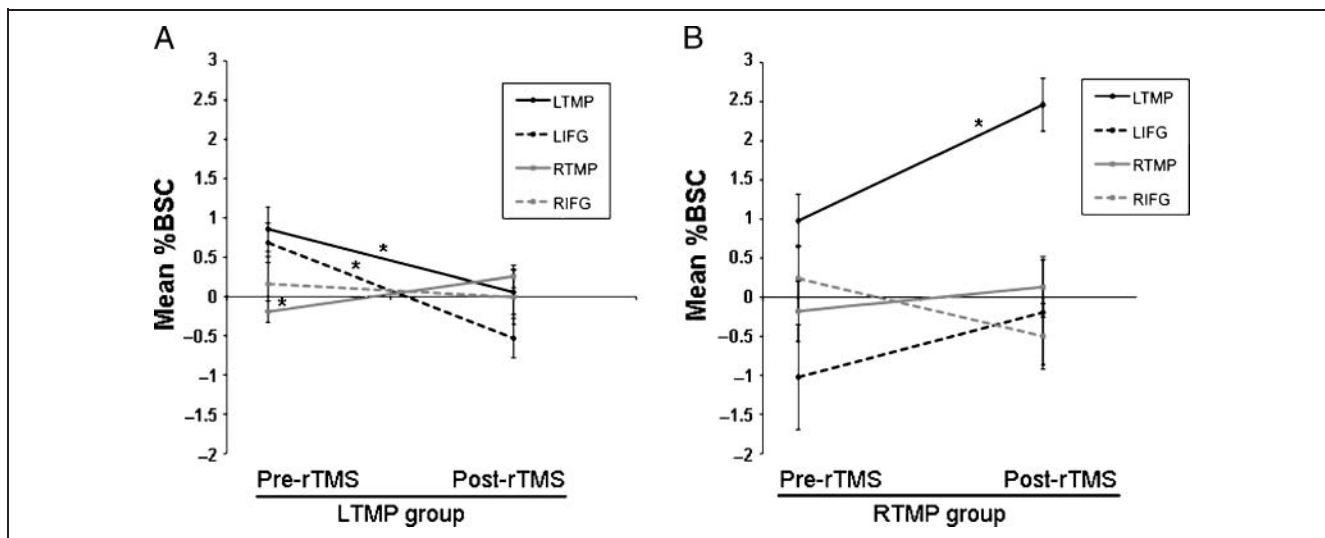 A
3
2.5
2
1.5
1
0.5
0
−0.5
−1
−1.5
−2
Mean %BSC
LTMP
LIFG
RTMP
RIFG
*
*
*
Pre-rTMS Post-rTMS
LTMP group
B
3
2.5
2
1.5
1
0.5
0
−0.5
−1
−1.5
−2
Mean %BSC
LTMP
LIFG
RTMP
RIFG
*
Pre-rTMS Post-rTMS
RTMP group